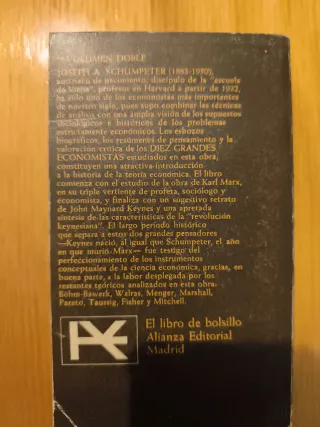 VOLUMEN DOBLE
JOSEPH A. SCHUMPETER (1883-1950),
austriaco de nacimiento, discípulo de la "escuela
de Viena", profesor en Harvard a partir de 1932,
ha sido uno de los economistas más importantes
de nuestro siglo, pues supo combinar las técnicas
de análisis con una amplia visión de los supuestos
sociológicos e históricos de los problemas
estrictamente económicos. Los esbozos
biográficos, los resúmenes de pensamiento y la
valoración crítica de los DIEZ GRANDES
ECONOMISTAS estudiados en esta obra,
constituyen una atractiva introducción a
la historia de la teoría económica. El libro
comienza con el estudio de la obra de Karl Marx,
en su triple vertiente de profeta, sociólogo y
economista, y finaliza con un sugestivo retrato
de John Maynard Keynes y una apretada
síntesis de las características de la "revolución
keynesiana". El largo período histórico
que separa a estos dos grandes pensadores
—Keynes nació, al igual que Schumpeter, el año
en que murió Marx— fue testigo del
perfeccionamiento de los instrumentos
conceptuales de la ciencia económica, gracias, en
buena parte, a la labor desplegada por los
restantes teóricos analizados en esta obra:
Böhm-Bawerk, Walras, Menger, Marshall,
Pareto, Taussig, Fisher y Mitchell.
El libro de bolsillo
Alianza Editorial
Madrid